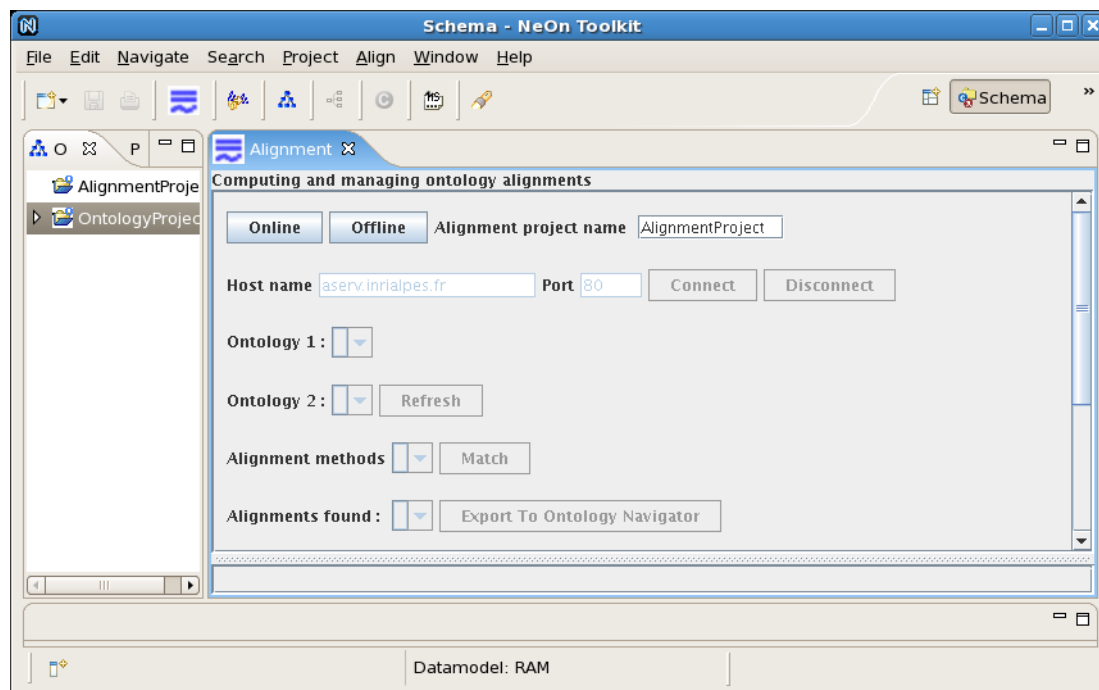 Schema - NeOn Toolkit
File Edit Navigate Search Project Align Window Help
Schema »
O P
Alignment
AlignmentProje
OntologyProjec
Computing and managing ontology alignments
Online Offline Alignment project name AlignmentProject
Host name aserv.inrialpes.fr Port 80 Connect Disconnect
Ontology 1 :
Ontology 2 : Refresh
Alignment methods Match
Alignments found : Export To Ontology Navigator
Datamodel: RAM